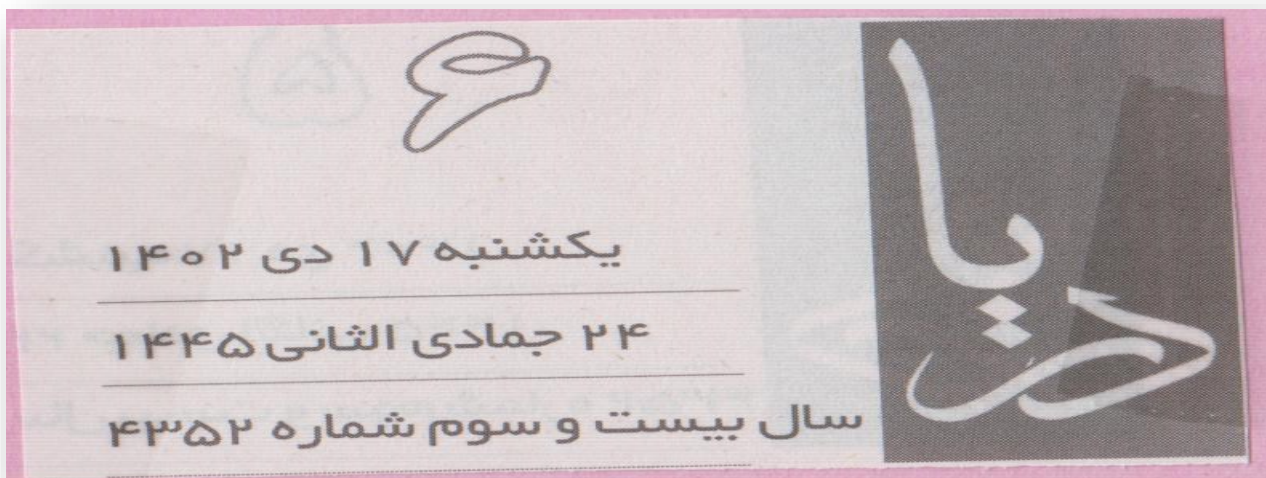 دریا
۶
یکشنبه ۱۷ دی ۱۴۰۲
۲۴ جمادی الثانی ۱۴۴۵
سال بیست و سوم شماره ۴۳۵۲